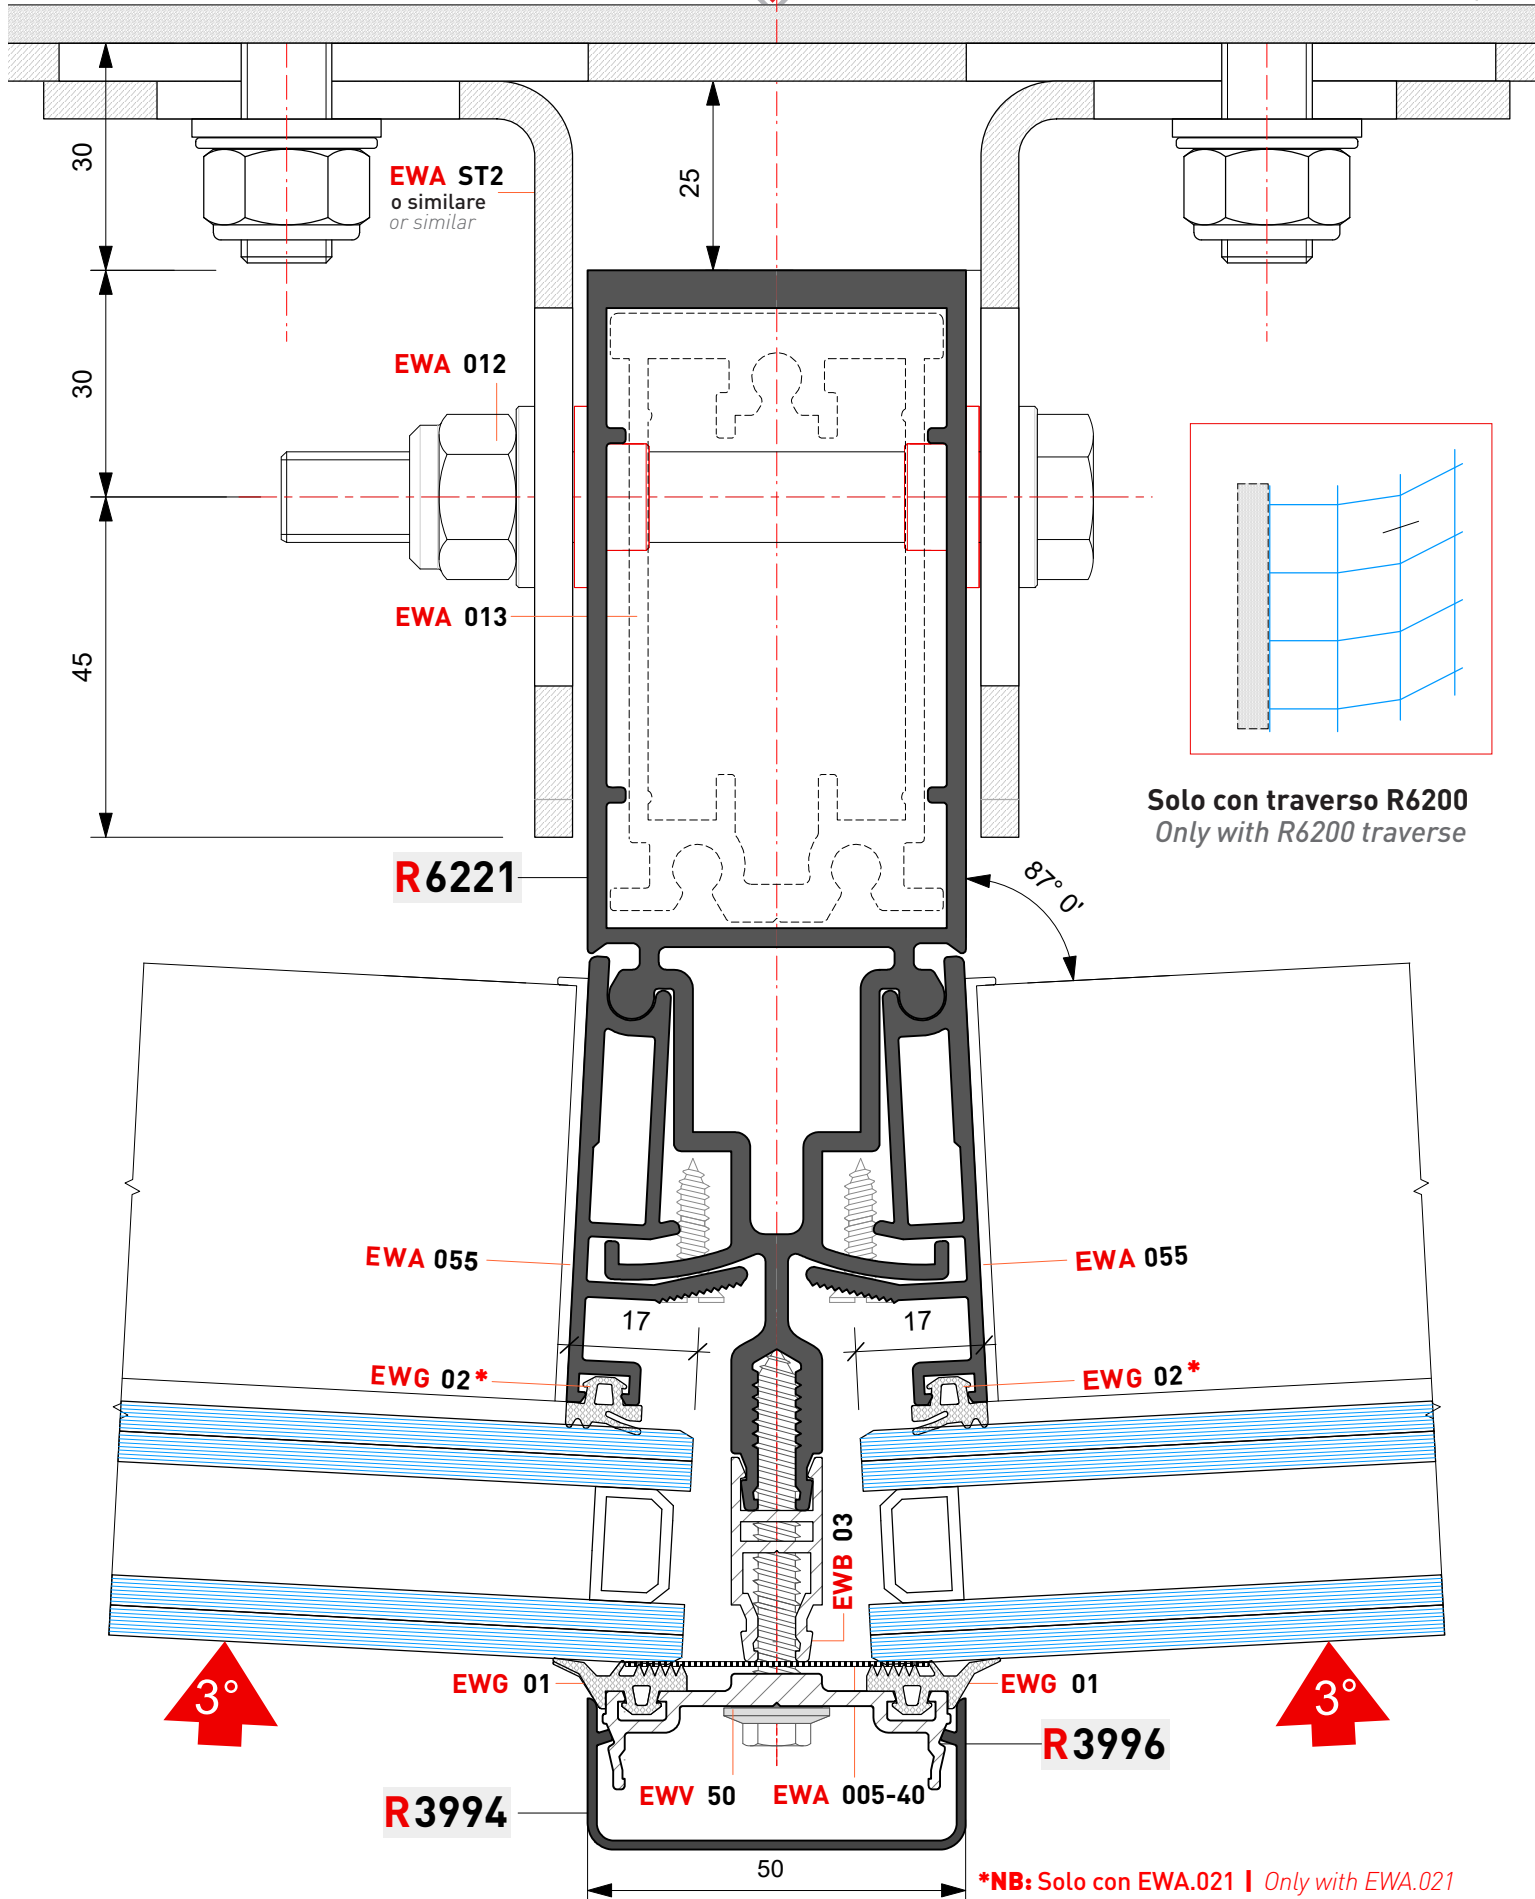 30
25
EWA ST2
o similare
or similar
30
EWA 012
45
EWA 013
Solo con traverso R6200
Only with R6200 traverse
R6221
87° 0'
EWA 055
EWA 055
17
17
EWG 02*
EWG 02*
EWB 03
EWG 01
EWG 01
3°
3°
R3996
EWV 50
EWA 005-40
R3994
50
*NB: Solo con EWA.021 | Only with EWA.021